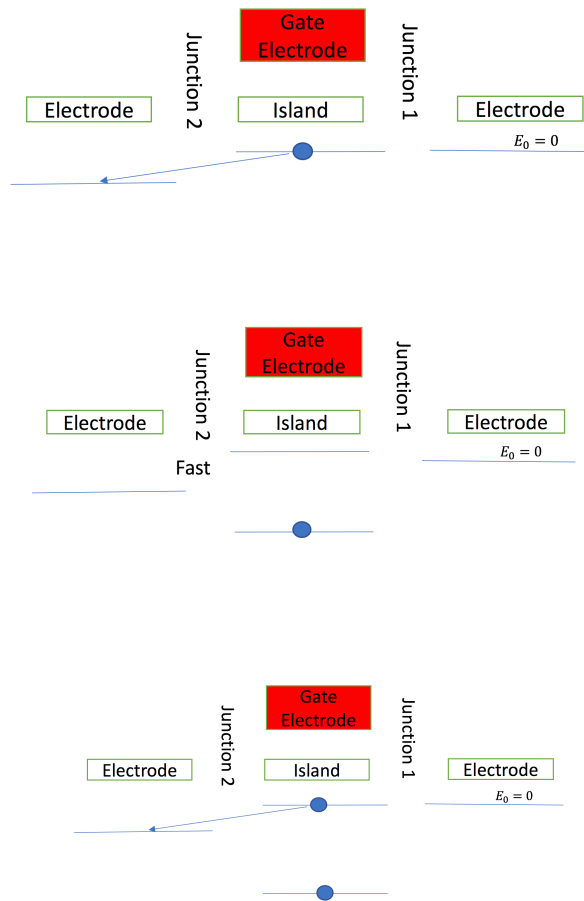 Gate
Electrode
Junction 2
Junction 1
Electrode
Island
Electrode
E₀ = 0
Gate
Electrode
Junction 2
Junction 1
Electrode
Island
Electrode
Fast
E₀ = 0
Gate
Electrode
Junction 2
Junction 1
Electrode
Island
Electrode
E₀ = 0